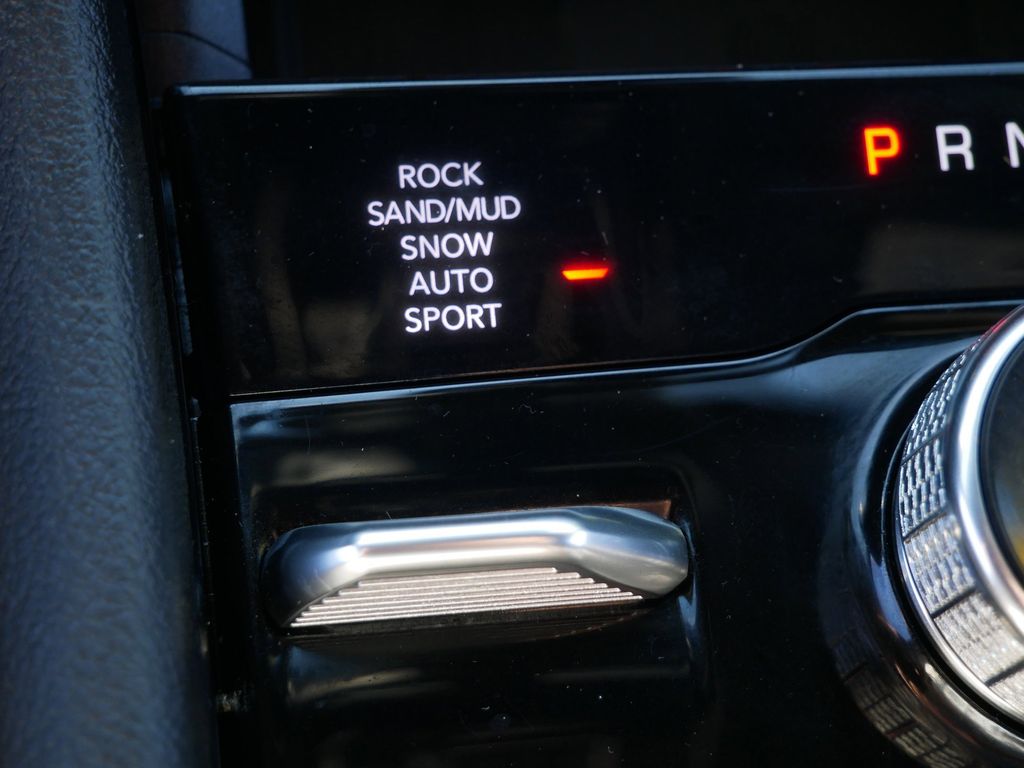 ROCK
SAND/MUD
SNOW
AUTO
SPORT
P R N